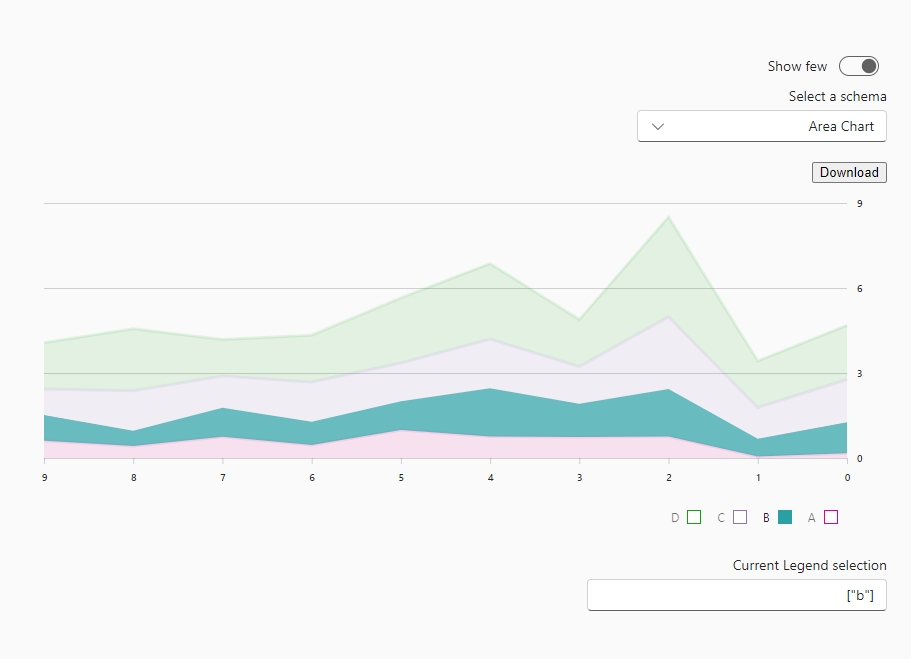 Show few
Select a schema
Area Chart
Download
9
6
3
0
9 8 7 6 5 4 3 2 1 0
D C B A
Current Legend selection
["b"]